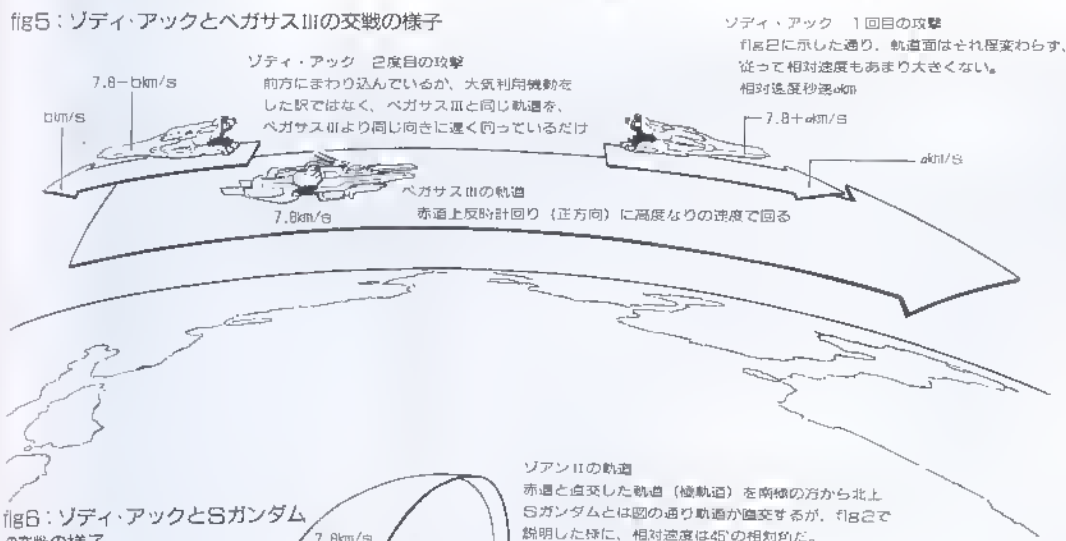 fig5：ゾディ・アックとペガサスIIIの交戦の様子
ゾディ・アック　1回目の攻撃
fig2に示した通り、軌道面はそれ程変わらず、
従って相対速度もあまり大きくない。
相対速度秒速akm
ゾディ・アック　2度目の攻撃
前方にまわり込んでいるが、大気利用機動を
した訳ではなく、ペガサスIIIと同じ軌道を、
ペガサスIIIより同じ向きに遅く回っているだけ
7.8−bkm/s
bkm/s
7.8+akm/s
akm/s
ペガサスIIIの軌道
赤道上反時計回り（正方向）に高度なりの速度で回る
7.8km/s
ゾアンIIの軌道
赤道と直交した軌道（極軌道）を南極の方から北上
Sガンダムとは図の通り軌道が直交するが、fig2で
説明した様に、相対速度は45°の相対的だ。
fig6：ゾディ・アックとSガンダム
の交戦の様子
7.8km/s